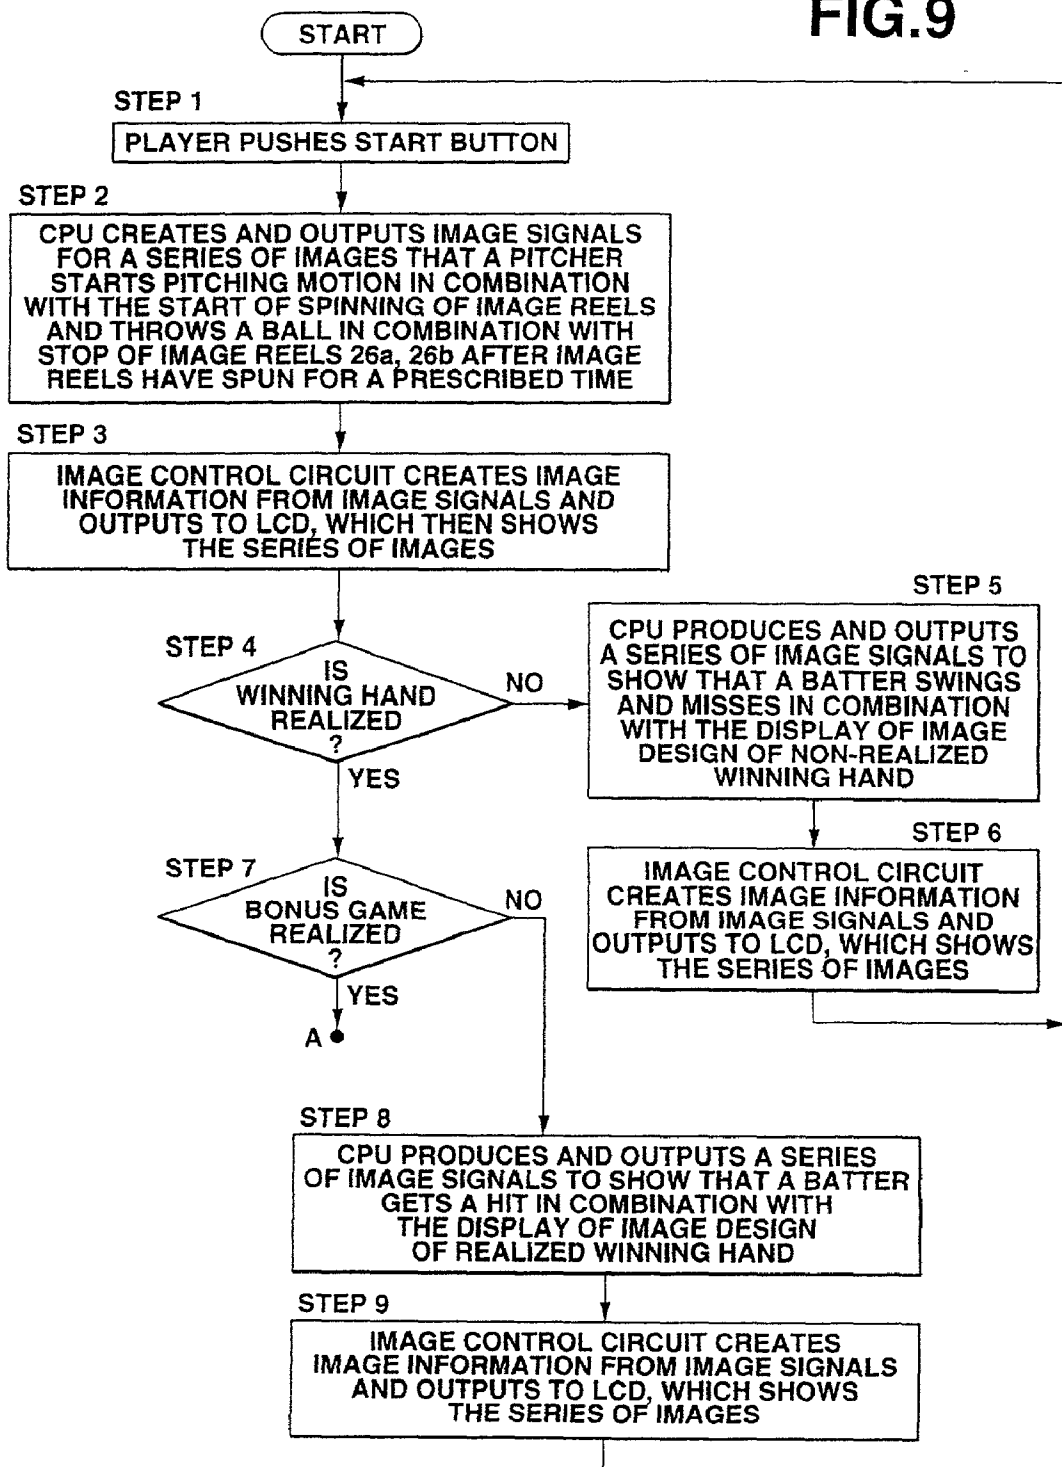 FIG.9
START
STEP 1
PLAYER PUSHES START BUTTON
STEP 2
CPU CREATES AND OUTPUTS IMAGE SIGNALS
FOR A SERIES OF IMAGES THAT A PITCHER
STARTS PITCHING MOTION IN COMBINATION
WITH THE START OF SPINNING OF IMAGE REELS
AND THROWS A BALL IN COMBINATION WITH
STOP OF IMAGE REELS 26a, 26b AFTER IMAGE
REELS HAVE SPUN FOR A PRESCRIBED TIME
STEP 3
IMAGE CONTROL CIRCUIT CREATES IMAGE
INFORMATION FROM IMAGE SIGNALS AND
OUTPUTS TO LCD, WHICH THEN SHOWS
THE SERIES OF IMAGES
STEP 4
IS
WINNING HAND
REALIZED
?
NO
YES
STEP 5
CPU PRODUCES AND OUTPUTS
A SERIES OF IMAGE SIGNALS TO
SHOW THAT A BATTER SWINGS
AND MISSES IN COMBINATION
WITH THE DISPLAY OF IMAGE
DESIGN OF NON-REALIZED
WINNING HAND
STEP 6
IMAGE CONTROL CIRCUIT
CREATES IMAGE INFORMATION
FROM IMAGE SIGNALS AND
OUTPUTS TO LCD, WHICH SHOWS
THE SERIES OF IMAGES
STEP 7
IS
BONUS GAME
REALIZED
?
NO
YES
A
STEP 8
CPU PRODUCES AND OUTPUTS A SERIES
OF IMAGE SIGNALS TO SHOW THAT A BATTER
GETS A HIT IN COMBINATION WITH
THE DISPLAY OF IMAGE DESIGN
OF REALIZED WINNING HAND
STEP 9
IMAGE CONTROL CIRCUIT CREATES
IMAGE INFORMATION FROM IMAGE SIGNALS
AND OUTPUTS TO LCD, WHICH SHOWS
THE SERIES OF IMAGES